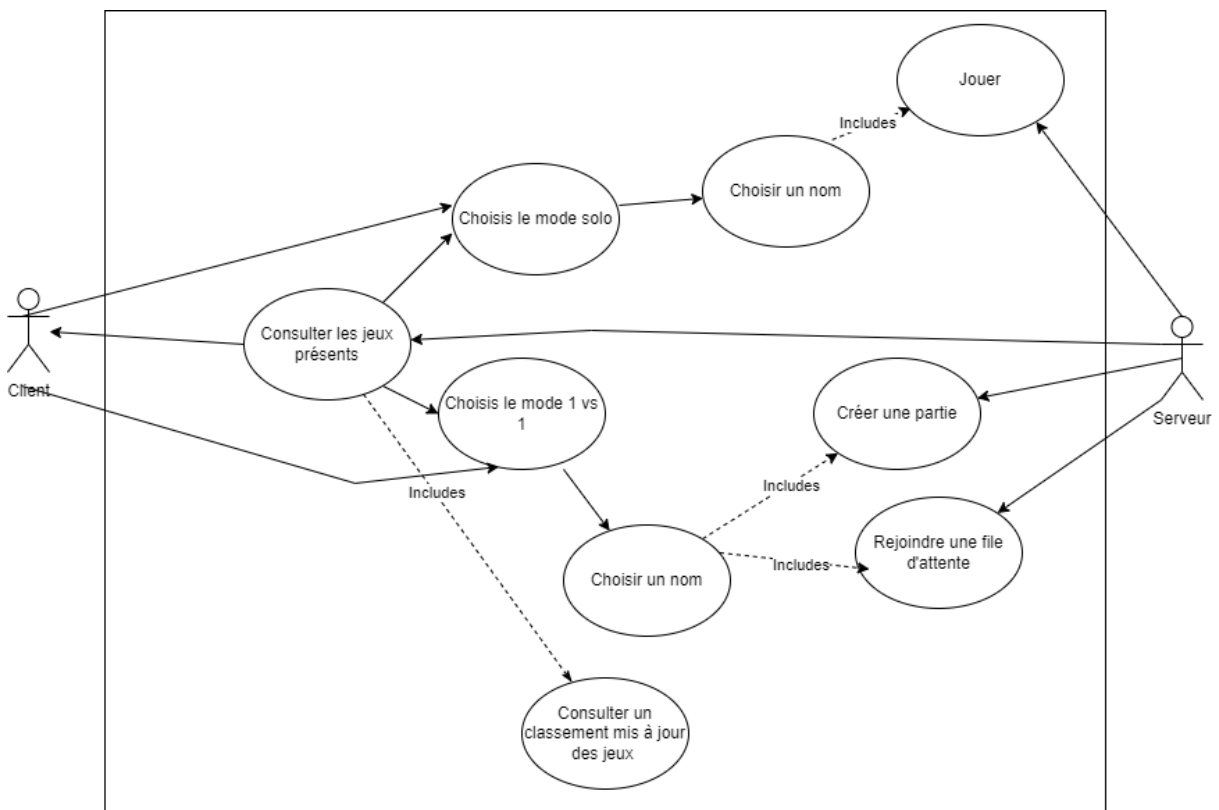 Jouer
Includes
Choisir un nom
Choisis le mode solo
Consulter les jeux
présents
Client
Choisis le mode 1 vs
1
Créer une partie
Serveur
Includes
Includes
Rejoindre une file
d'attente
Includes
Choisir un nom
Consulter un
classement mis à jour
des jeux